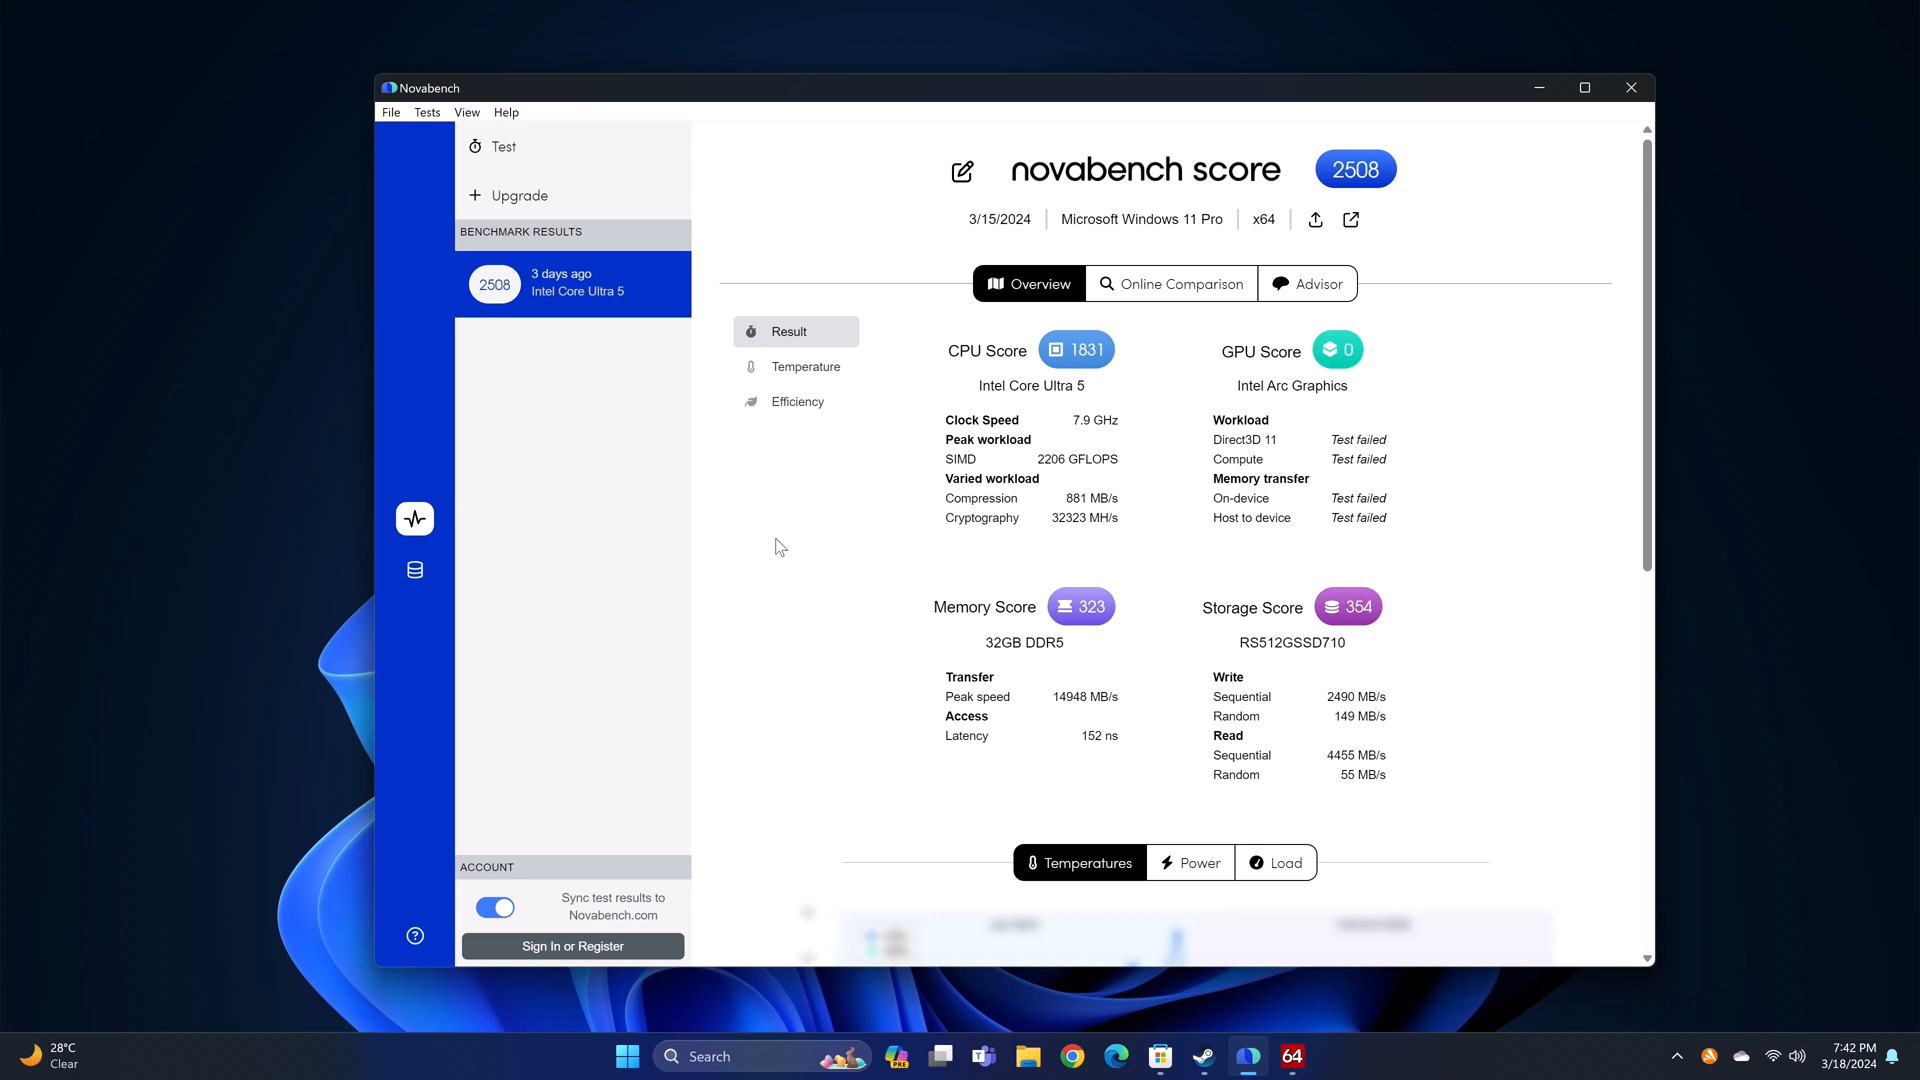 Novabench
File Tests View Help
Test
Upgrade
BENCHMARK RESULTS
2508
3 days ago
Intel Core Ultra 5
ACCOUNT
Sync test results to
Novabench.com
Sign In or Register
novabench score 2508
3/15/2024 Microsoft Windows 11 Pro x64
Overview Online Comparison Advisor
Result
Temperature
Efficiency
CPU Score 1831
Intel Core Ultra 5
Clock Speed 7.9 GHz
Peak workload
SIMD 2206 GFLOPS
Varied workload
Compression 881 MB/s
Cryptography 32323 MH/s
GPU Score 0
Intel Arc Graphics
Workload
Direct3D 11 Test failed
Compute Test failed
Memory transfer
On-device Test failed
Host to device Test failed
Memory Score 323
32GB DDR5
Transfer
Peak speed 14948 MB/s
Access
Latency 152 ns
Storage Score 354
RS512GSSD710
Write
Sequential 2490 MB/s
Random 149 MB/s
Read
Sequential 4455 MB/s
Random 55 MB/s
Temperatures Power Load
28°C
Clear
Search
PRE
64
7:42 PM
3/18/2024